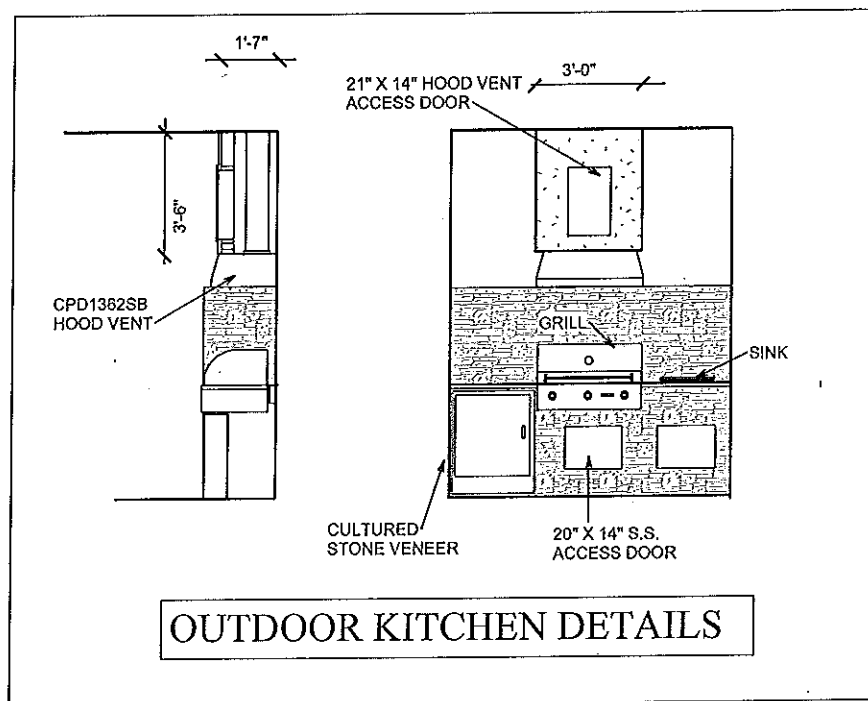 1'-7"
21" X 14" HOOD VENT
ACCESS DOOR
3'-0"
3'-6"
CPD1362SB
HOOD VENT
GRILL
SINK
CULTURED
STONE VENEER
20" X 14" S.S.
ACCESS DOOR
OUTDOOR KITCHEN DETAILS